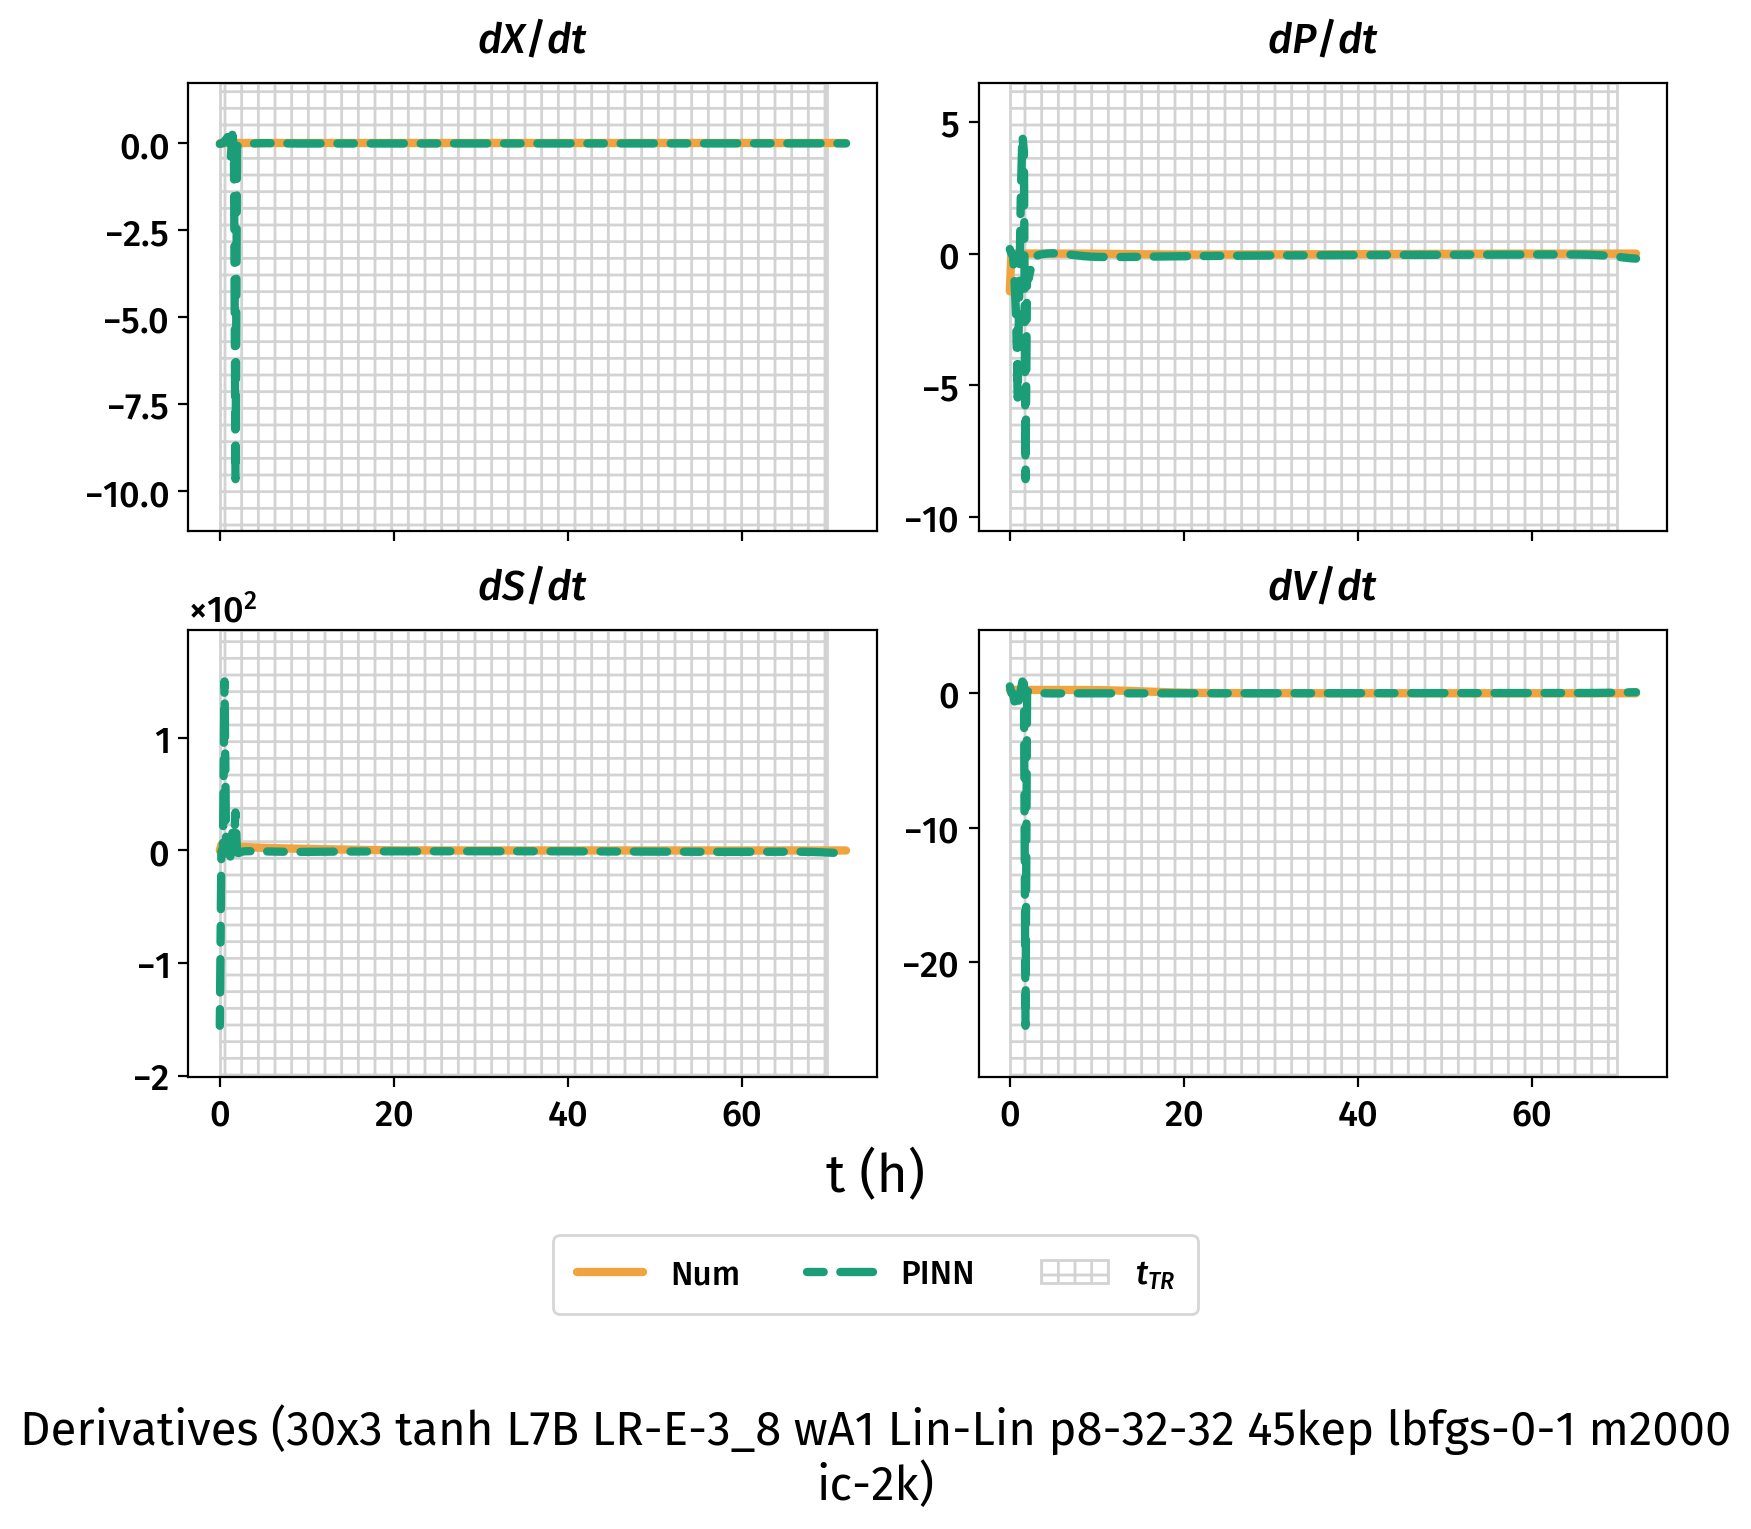 dX/dt
dP/dt
0.0
−2.5
−5.0
−7.5
−10.0
5
0
−5
−10
dS/dt
dV/dt
×10²
1
0
−1
−2
0
−10
−20
0 20 40 60
0 20 40 60
t (h)
Num PINN t_TR
Derivatives (30x3 tanh L7B LR-E-3_8 wA1 Lin-Lin p8-32-32 45kep lbfgs-0-1 m2000
ic-2k)